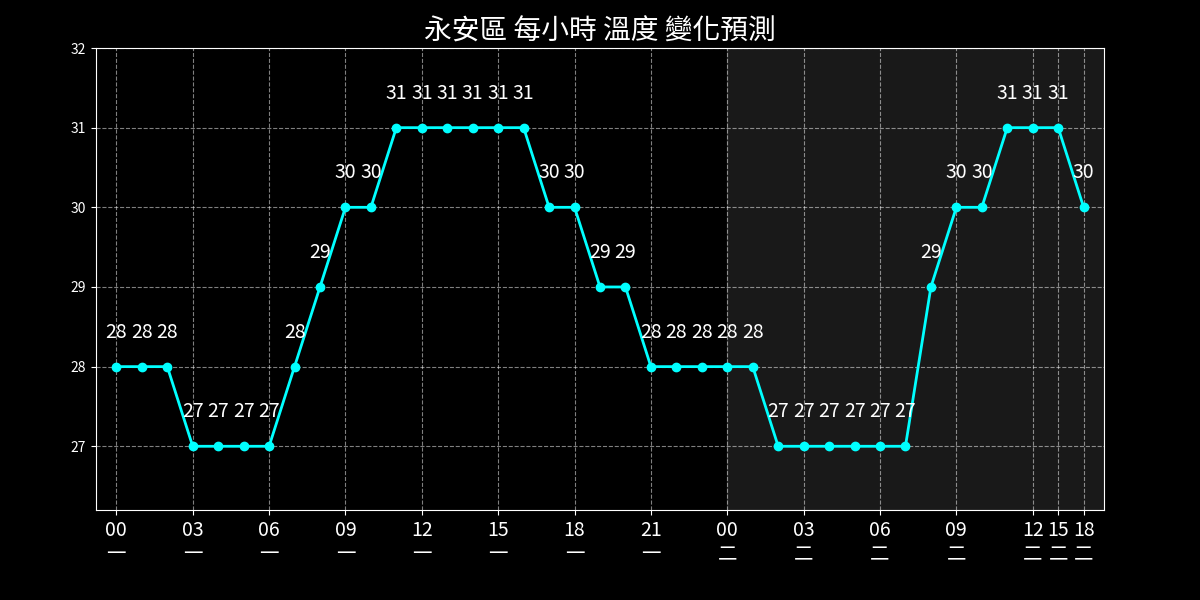 永安區 每小時 溫度 變化預測
32
31 31 31 31 31 31 31 31 31
31
30 30 30 30 30 30 30
30
29 29 29 29
29
28 28 28 28 28 28 28 28 28
28
27 27 27 27 27 27 27 27 27 27
27
00 03 06 09 12 15 18 21 00 03 06 09 12 15 18
一 一 一 一 一 一 一 一 二 二 二 二 二 二 二